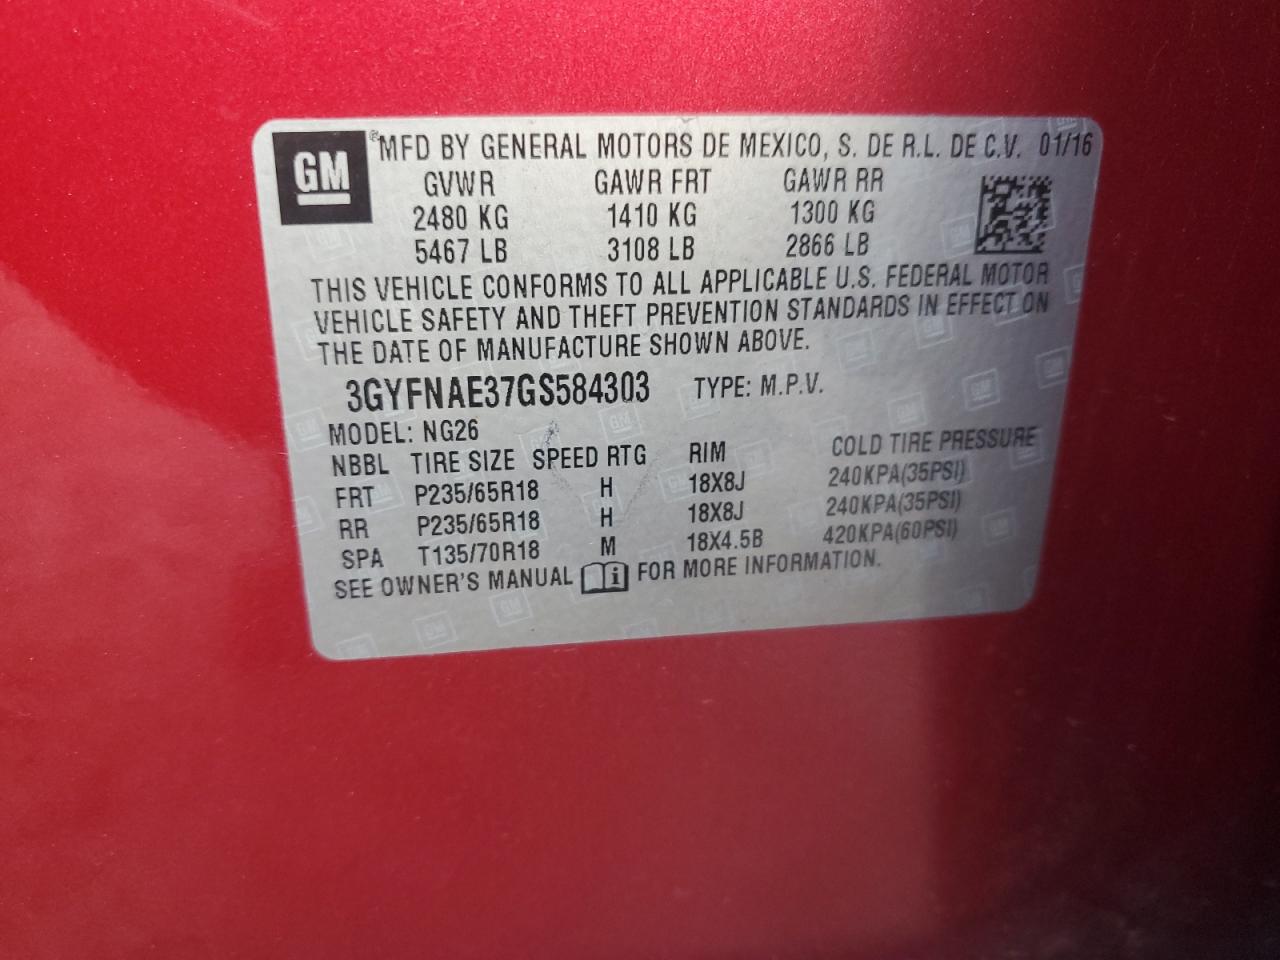 GM ® MFD BY GENERAL MOTORS DE MEXICO, S. DE R.L. DE C.V. 01/16
GVWR GAWR FRT GAWR RR
2480 KG 1410 KG 1300 KG
5467 LB 3108 LB 2866 LB
THIS VEHICLE CONFORMS TO ALL APPLICABLE U.S. FEDERAL MOTOR
VEHICLE SAFETY AND THEFT PREVENTION STANDARDS IN EFFECT ON
THE DATE OF MANUFACTURE SHOWN ABOVE.
3GYFNAE37GS584303 TYPE: M.P.V.
MODEL: NG26
NBBL TIRE SIZE SPEED RTG RIM COLD TIRE PRESSURE
FRT P235/65R18 H 18X8J 240KPA(35PSI)
RR P235/65R18 H 18X8J 240KPA(35PSI)
SPA T135/70R18 M 18X4.5B 420KPA(60PSI)
SEE OWNER'S MANUAL i FOR MORE INFORMATION.